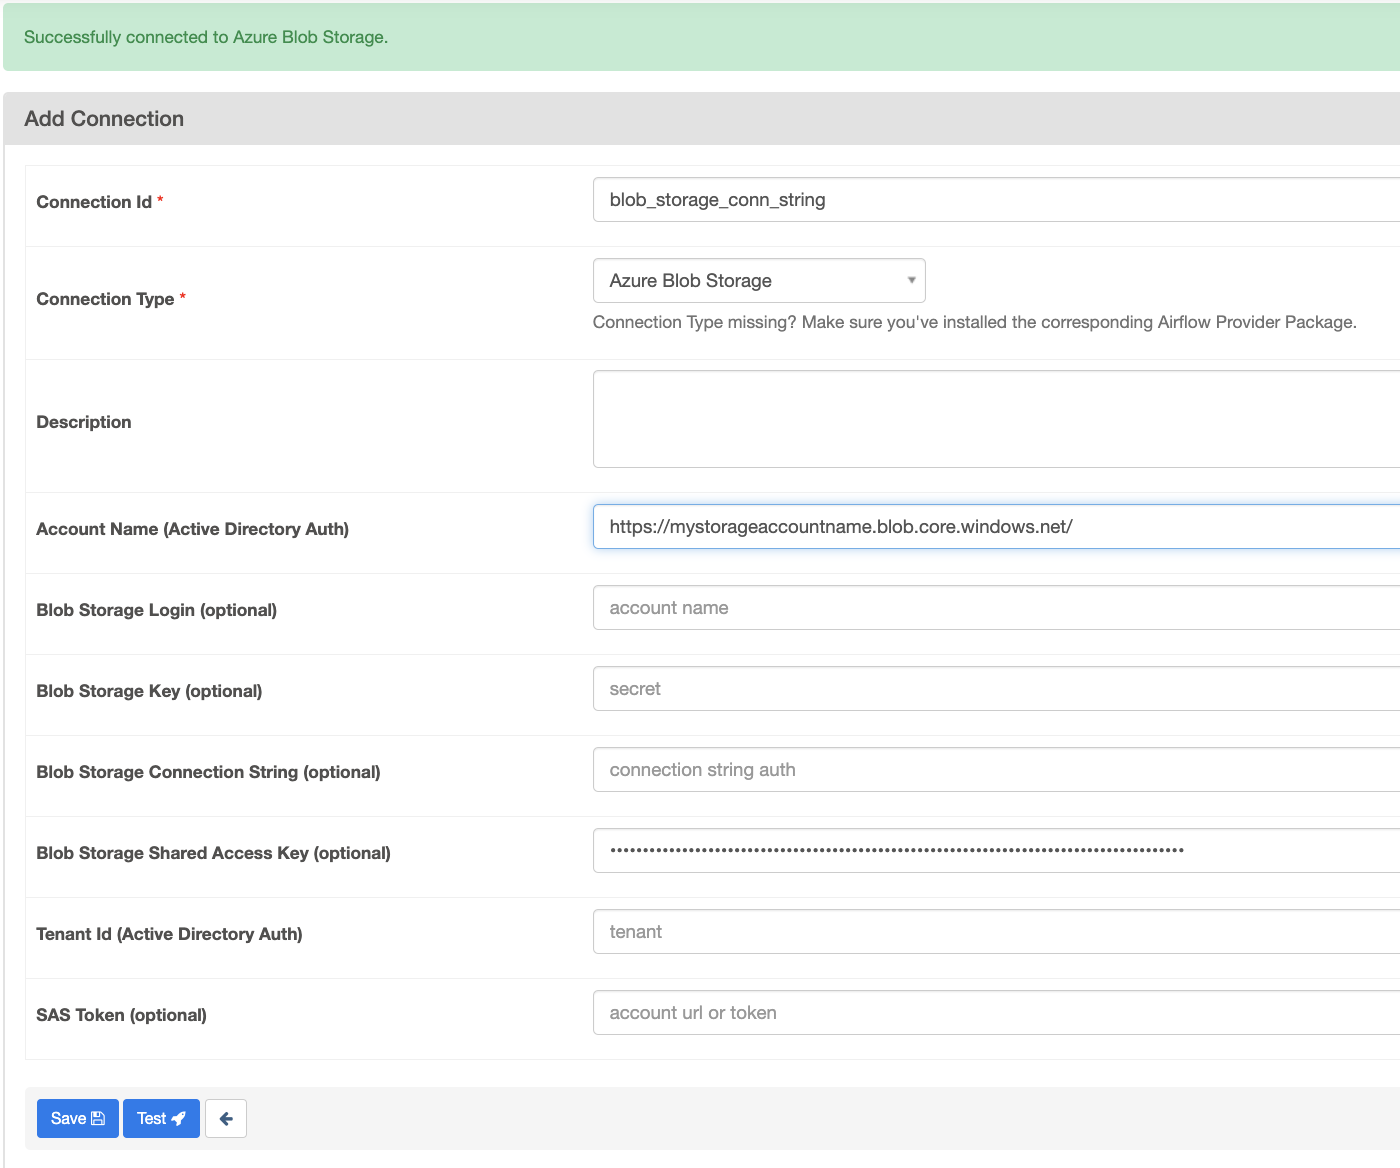 Successfully connected to Azure Blob Storage.
Add Connection
Connection Id *
blob_storage_conn_string
Connection Type *
Azure Blob Storage
Connection Type missing? Make sure you've installed the corresponding Airflow Provider Package.
Description
Account Name (Active Directory Auth)
https://mystorageaccountname.blob.core.windows.net/
Blob Storage Login (optional)
account name
Blob Storage Key (optional)
secret
Blob Storage Connection String (optional)
connection string auth
Blob Storage Shared Access Key (optional)
Tenant Id (Active Directory Auth)
tenant
SAS Token (optional)
account url or token
Save
Test